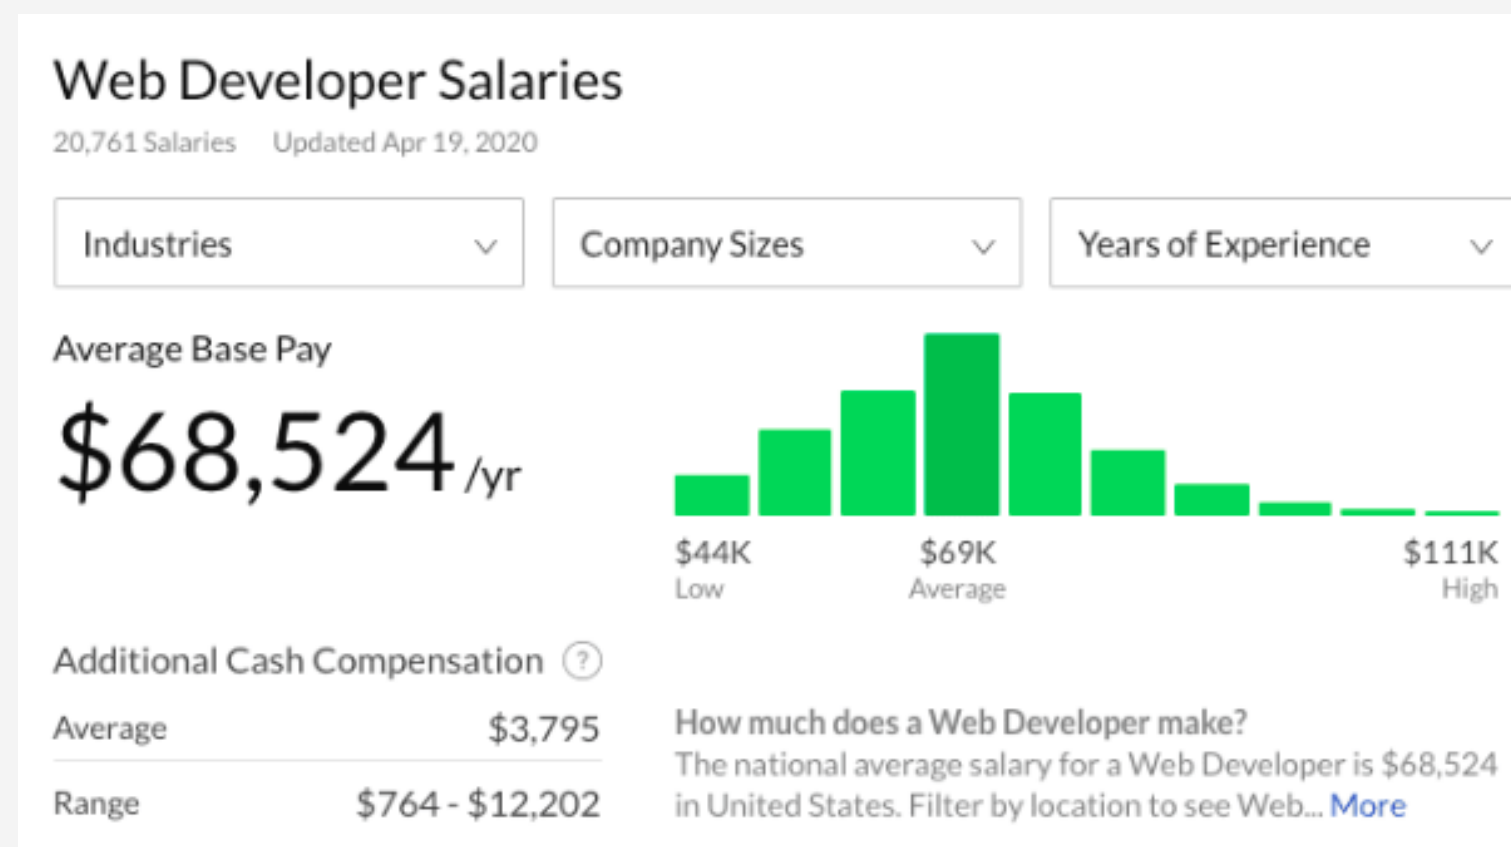 Web Developer Salaries
20,761 Salaries Updated Apr 19, 2020
Industries Company Sizes Years of Experience
Average Base Pay
$68,524 /yr
$44K $69K $111K
Low Average High
Additional Cash Compensation ?
Average $3,795
Range $764 - $12,202
How much does a Web Developer make?
The national average salary for a Web Developer is $68,524
in United States. Filter by location to see Web... More